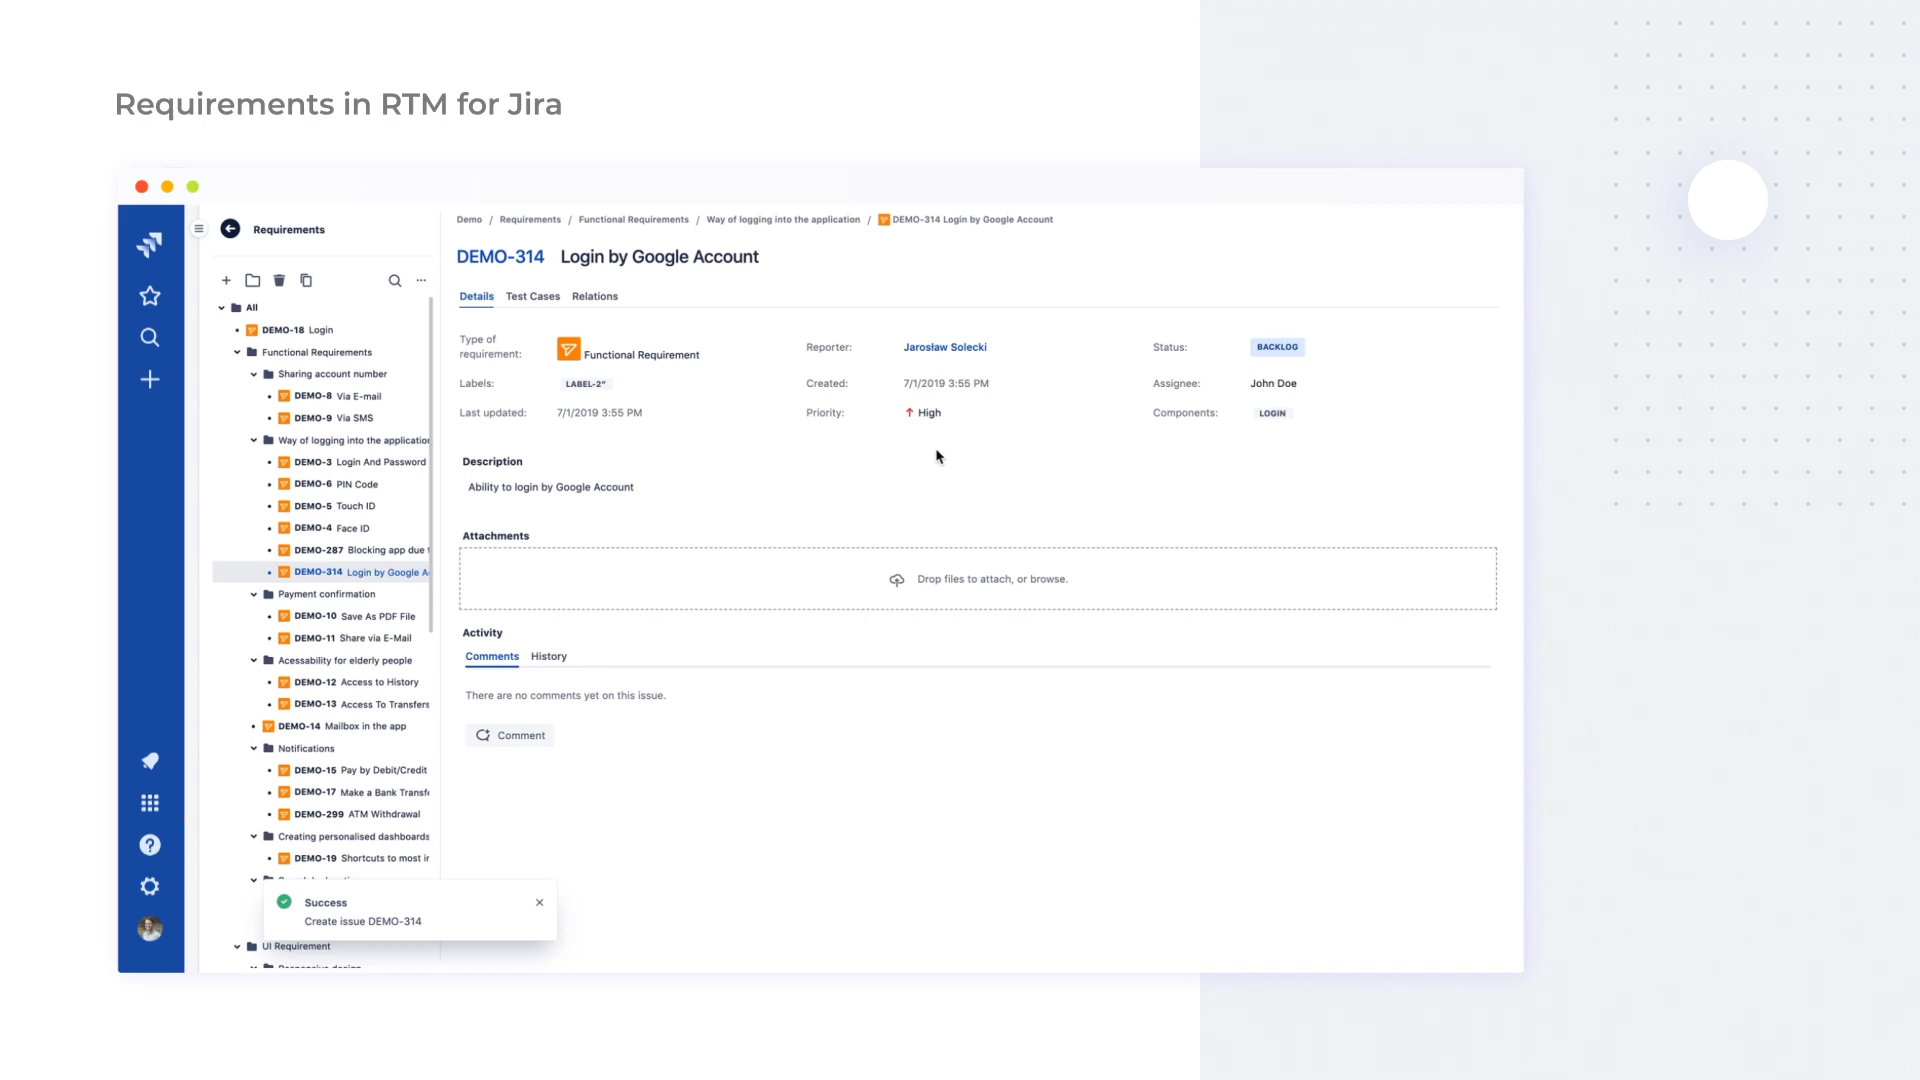 Requirements in RTM for Jira
Requirements
All
DEMO-18 Login
Functional Requirements
Sharing account number
DEMO-8 Via E-mail
DEMO-9 Via SMS
Way of logging into the application
DEMO-3 Login And Password
DEMO-6 PIN Code
DEMO-5 Touch ID
DEMO-4 Face ID
DEMO-287 Blocking app due
DEMO-314 Login by Google A
Payment confirmation
DEMO-10 Save As PDF File
DEMO-11 Share via E-Mail
Acessability for elderly people
DEMO-12 Access to History
DEMO-13 Access To Transfers
DEMO-14 Mailbox in the app
Notifications
DEMO-15 Pay by Debit/Credit
DEMO-17 Make a Bank Transfe
DEMO-299 ATM Withdrawal
Creating personalised dashboards
DEMO-19 Shortcuts to most
UI Requirement
Responsive design
Success
Create issue DEMO-314
Demo / Requirements / Functional Requirements / Way of logging into the application / DEMO-314 Login by Google Account
DEMO-314 Login by Google Account
Details Test Cases Relations
Type of requirement: Functional Requirement
Reporter: Jarosław Solecki
Status: BACKLOG
Labels: LABEL-2"
Created: 7/1/2019 3:55 PM
Assignee: John Doe
Last updated: 7/1/2019 3:55 PM
Priority: High
Components: LOGIN
Description
Ability to login by Google Account
Attachments
Drop files to attach, or browse.
Activity
Comments History
There are no comments yet on this issue.
Comment